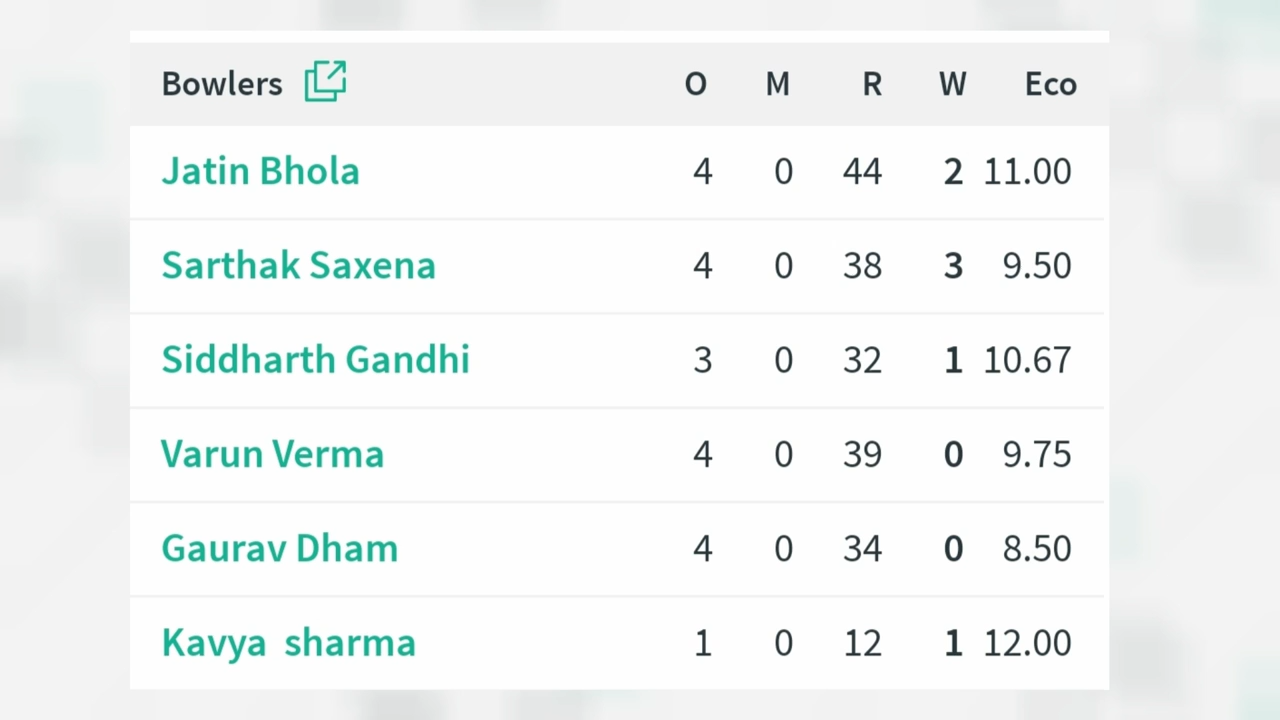 Bowlers O M R W Eco
Jatin Bhola 4 0 44 2 11.00
Sarthak Saxena 4 0 38 3 9.50
Siddharth Gandhi 3 0 32 1 10.67
Varun Verma 4 0 39 0 9.75
Gaurav Dham 4 0 34 0 8.50
Kavya sharma 1 0 12 1 12.00